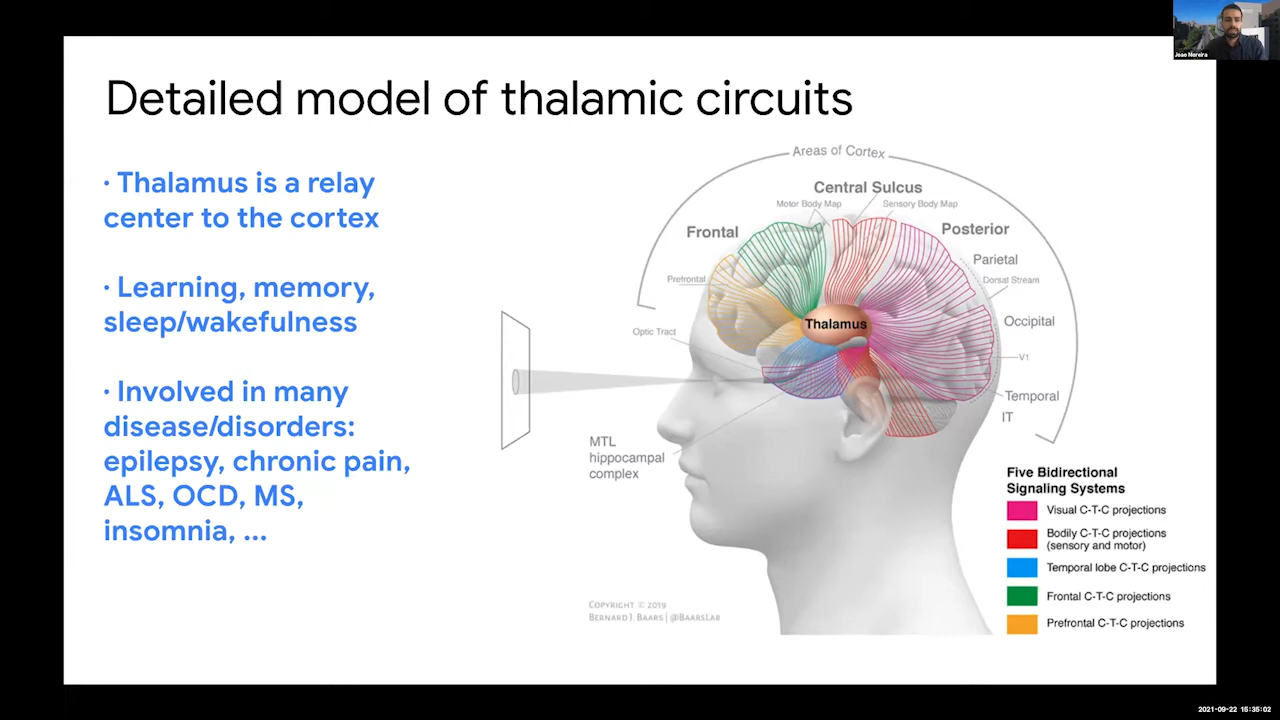 Joao Moreira
Detailed model of thalamic circuits
· Thalamus is a relay
center to the cortex
· Learning, memory,
sleep/wakefulness
· Involved in many
disease/disorders:
epilepsy, chronic pain,
ALS, OCD, MS,
insomnia, ...
Areas of Cortex
Central Sulcus
Motor Body Map
Sensory Body Map
Frontal
Posterior
Parietal
Prefrontal
Dorsal Stream
Thalamus
Occipital
Optic Tract
V1
Temporal
IT
MTL
hippocampal
complex
Five Bidirectional
Signaling Systems
Visual C-T-C projections
Bodily C-T-C projections
(sensory and motor)
Temporal lobe C-T-C projections
Frontal C-T-C projections
Prefrontal C-T-C projections
Copyright © 2019
Bernard J. Baars | @BaarsLab
2021-09-22 15:35:02